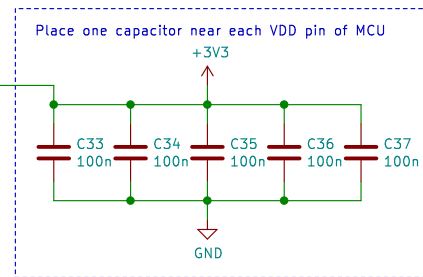 Place one capacitor near each VDD pin of MCU
+3V3
C33 C34 C35 C36 C37
100n 100n 100n 100n 100n
GND